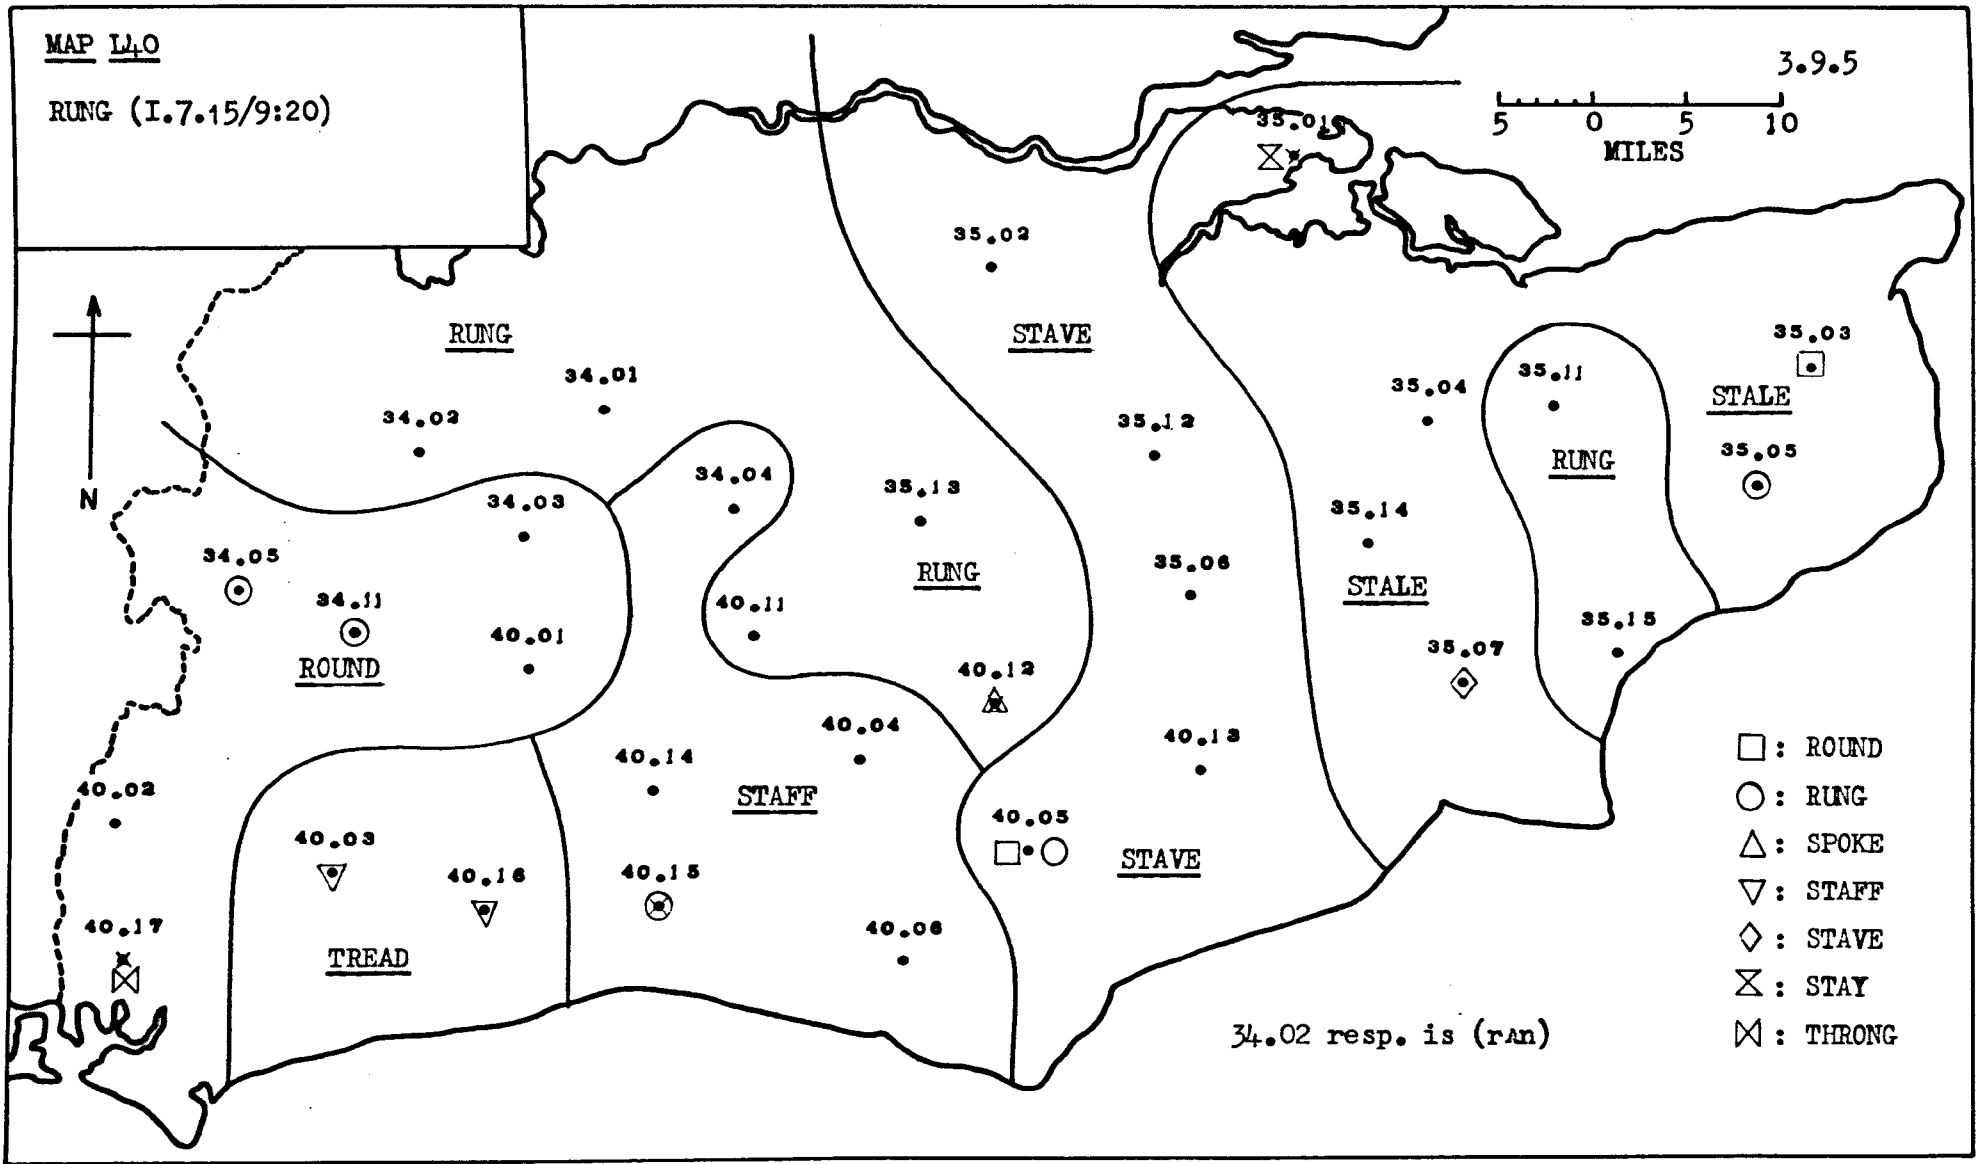 MAP L40
RUNG (I.7.15/9:20)
3.9.5
5 0 5 10
MILES
35.01
35.02
RUNG
STAVE
35.03
34.01
35.04
35.11
STALE
34.02
35.12
35.05
RUNG
34.04
35.13
N
34.03
35.14
34.05
35.06
RUNG
STALE
34.11
40.11
35.15
40.01
35.07
ROUND
40.12
40.04
40.13
40.14
□: ROUND
40.02
STAFF
○: RUNG
40.05
40.03
△: SPOKE
STAVE
40.16
40.15
▽: STAFF
40.17
40.06
◇: STAVE
TREAD
⧖: STAY
34.02 resp. is (rʌn)
⋈: THRONG